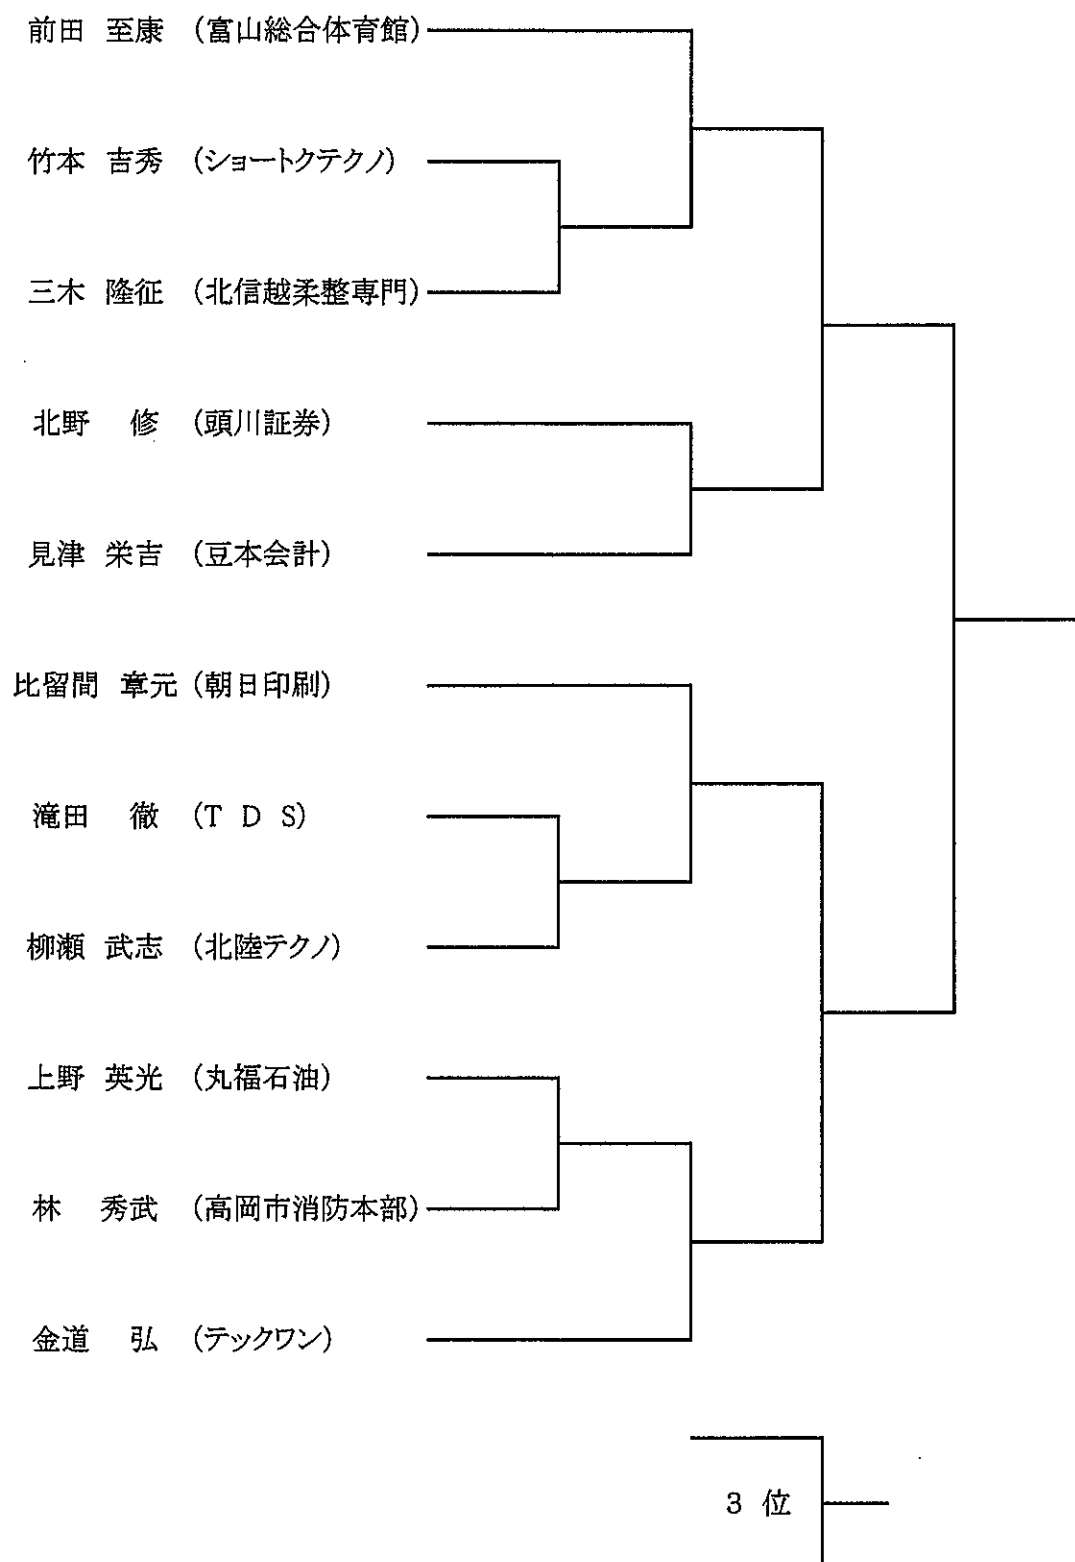 前田 至康 (富山総合体育館)
竹本 吉秀 (ショートクテクノ)
三木 隆征 (北信越柔整専門)
北野 修 (頭川証券)
見津 栄吉 (豆本会計)
比留間 章元 (朝日印刷)
滝田 徹 (T D S)
柳瀬 武志 (北陸テクノ)
上野 英光 (丸福石油)
林 秀武 (高岡市消防本部)
金道 弘 (テックワン)
3 位